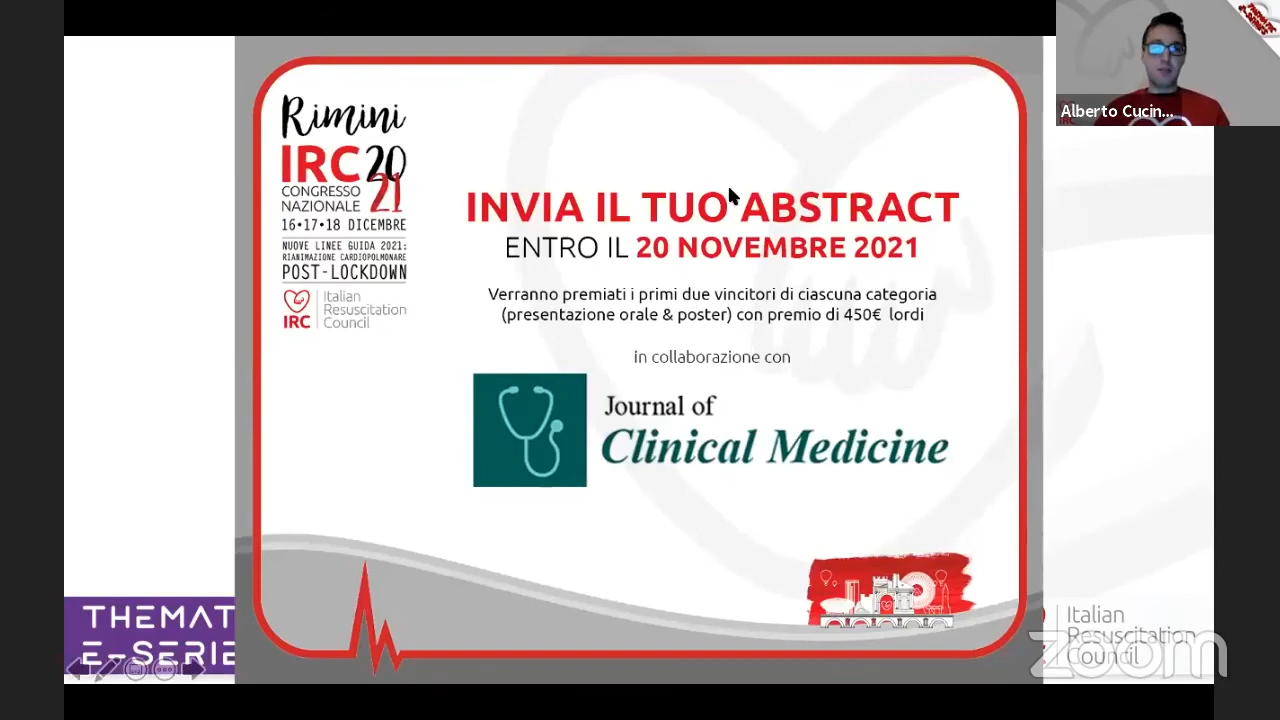 Rimini
IRC 2021
CONGRESSO
NAZIONALE
16•17•18 DICEMBRE
NUOVE LINEE GUIDA 2021:
RIANIMAZIONE CARDIOPOLMONARE
POST-LOCKDOWN
IRC
Italian
Resuscitation
Council
INVIA IL TUO ABSTRACT
ENTRO IL 20 NOVEMBRE 2021
Verranno premiati i primi due vincitori di ciascuna categoria
(presentazione orale & poster) con premio di 450€ lordi
in collaborazione con
Journal of
Clinical Medicine
Alberto Cucin...
THEMAT
E-SERIE
Italian
Resuscitation
Council
zoom